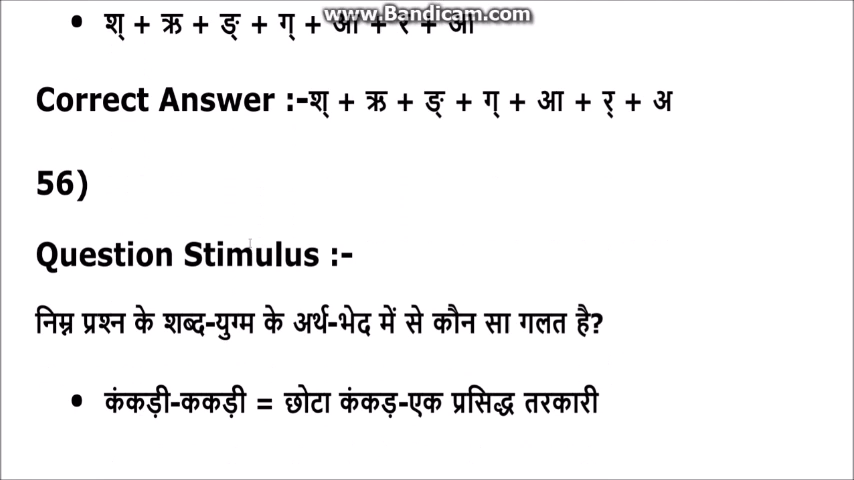 www.Bandicam.com
• श् + ऋ + ङ् + ग् + आ + र + आ
Correct Answer :-श् + ऋ + ङ् + ग् + आ + र् + अ
56)
Question Stimulus :-
निम्न प्रश्न के शब्द-युग्म के अर्थ-भेद में से कौन सा गलत है?
• कंकड़ी-ककड़ी = छोटा कंकड़-एक प्रसिद्ध तरकारी